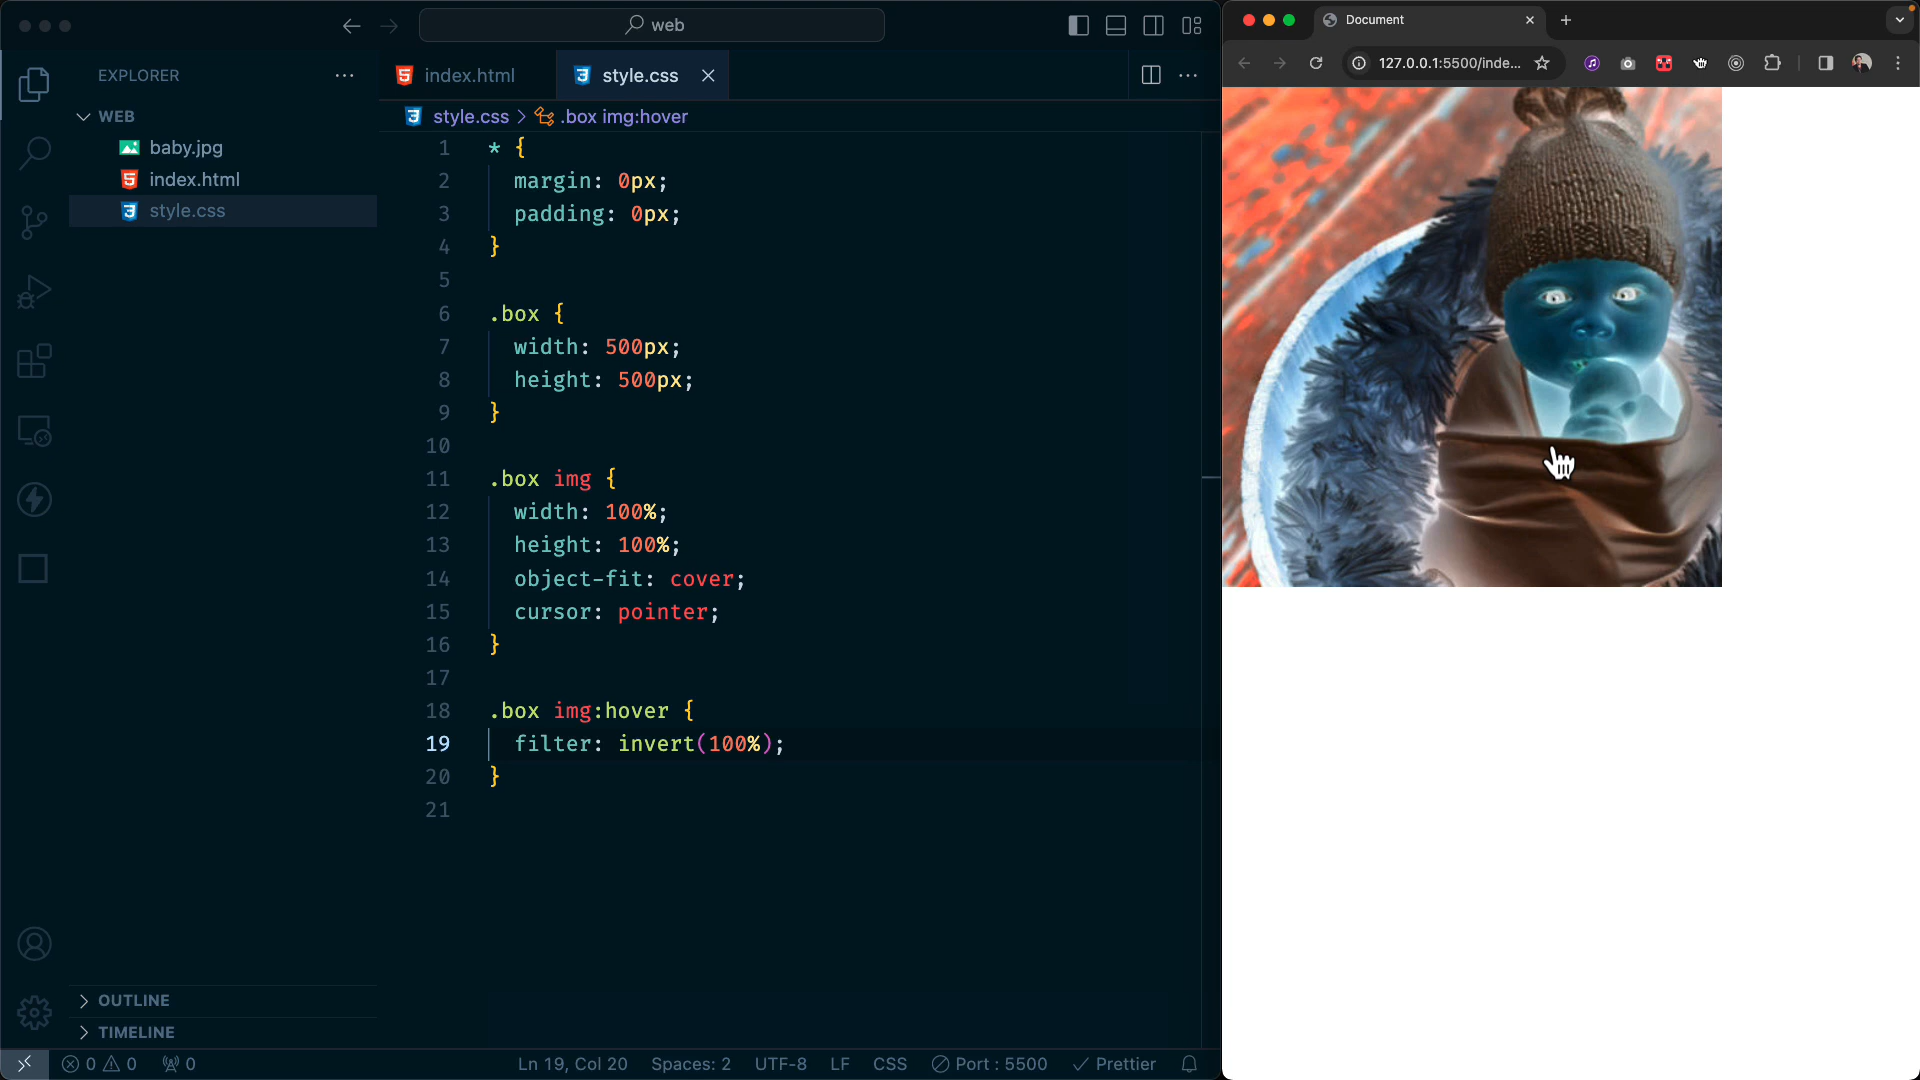 web
EXPLORER
WEB
baby.jpg
index.html
style.css
OUTLINE
TIMELINE
index.html
style.css
style.css > .box img:hover
1 * {
2 margin: 0px;
3 padding: 0px;
4 }
5
6 .box {
7 width: 500px;
8 height: 500px;
9 }
10
11 .box img {
12 width: 100%;
13 height: 100%;
14 object-fit: cover;
15 cursor: pointer;
16 }
17
18 .box img:hover {
19 filter: invert(100%);
20 }
21
0 0 0 Ln 19, Col 20 Spaces: 2 UTF-8 LF CSS Port : 5500 Prettier
Document
127.0.0.1:5500/inde...